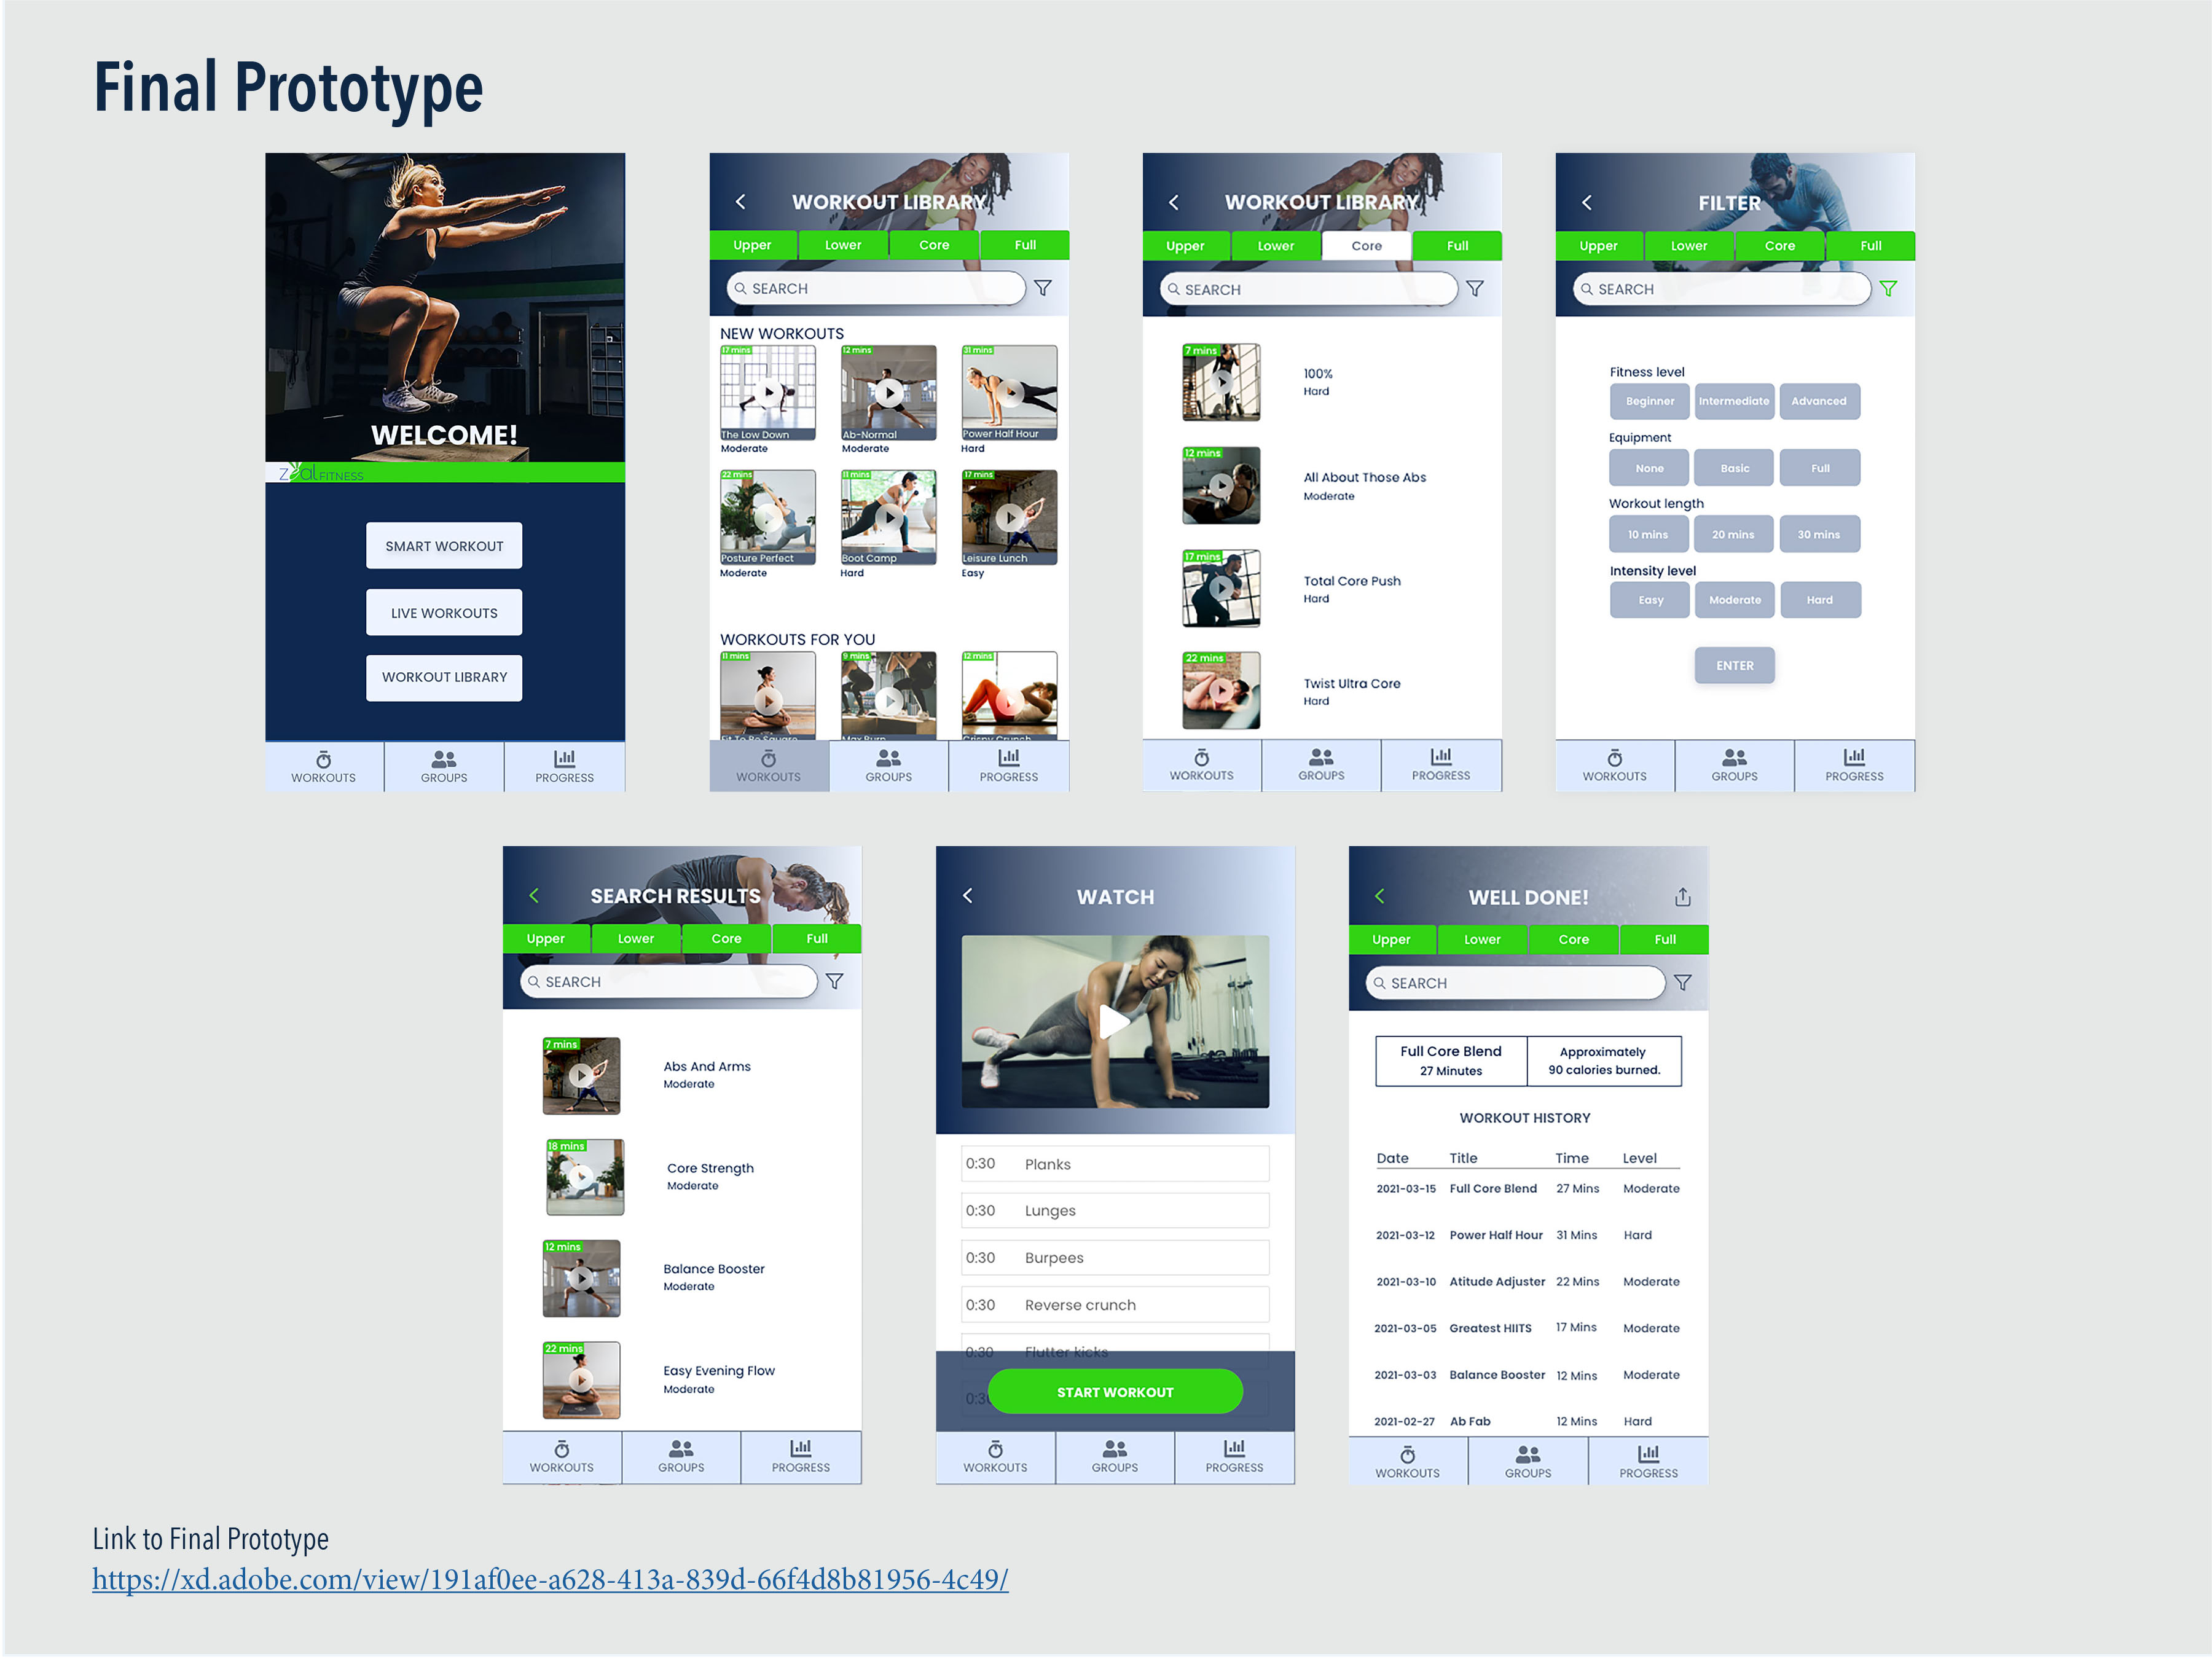 Final Prototype
WELCOME!
zeal FITNESS
SMART WORKOUT
LIVE WORKOUTS
WORKOUT LIBRARY
WORKOUTS GROUPS PROGRESS
WORKOUT LIBRARY
Upper Lower Core Full
SEARCH
NEW WORKOUTS
17 mins 12 mins 31 mins
The Low Down Ab-Normal Power Half Hour
Moderate Moderate Hard
22 mins 11 mins 17 mins
Posture Perfect Boot Camp Leisure Lunch
Moderate Hard Easy
WORKOUTS FOR YOU
11 mins 9 mins 12 mins
Fit To Be Square Max Burn Crispy Crunch
WORKOUTS GROUPS PROGRESS
WORKOUT LIBRARY
Upper Lower Core Full
SEARCH
7 mins
100%
Hard
12 mins
All About Those Abs
Moderate
17 mins
Total Core Push
Hard
22 mins
Twist Ultra Core
Hard
WORKOUTS GROUPS PROGRESS
FILTER
Upper Lower Core Full
SEARCH
Fitness level
Beginner Intermediate Advanced
Equipment
None Basic Full
Workout length
10 mins 20 mins 30 mins
Intensity level
Easy Moderate Hard
ENTER
WORKOUTS GROUPS PROGRESS
SEARCH RESULTS
Upper Lower Core Full
SEARCH
7 mins
Abs And Arms
Moderate
18 mins
Core Strength
Moderate
12 mins
Balance Booster
Moderate
22 mins
Easy Evening Flow
Moderate
WORKOUTS GROUPS PROGRESS
WATCH
0:30 Planks
0:30 Lunges
0:30 Burpees
0:30 Reverse crunch
0:30 Flutter kicks
START WORKOUT
WORKOUTS GROUPS PROGRESS
WELL DONE!
Upper Lower Core Full
SEARCH
Full Core Blend
27 Minutes
Approximately
90 calories burned.
WORKOUT HISTORY
Date Title Time Level
2021-03-15 Full Core Blend 27 Mins Moderate
2021-03-12 Power Half Hour 31 Mins Hard
2021-03-10 Atitude Adjuster 22 Mins Moderate
2021-03-05 Greatest HIITS 17 Mins Moderate
2021-03-03 Balance Booster 12 Mins Moderate
2021-02-27 Ab Fab 12 Mins Hard
WORKOUTS GROUPS PROGRESS
Link to Final Prototype
https://xd.adobe.com/view/191af0ee-a628-413a-839d-66f4d8b81956-4c49/